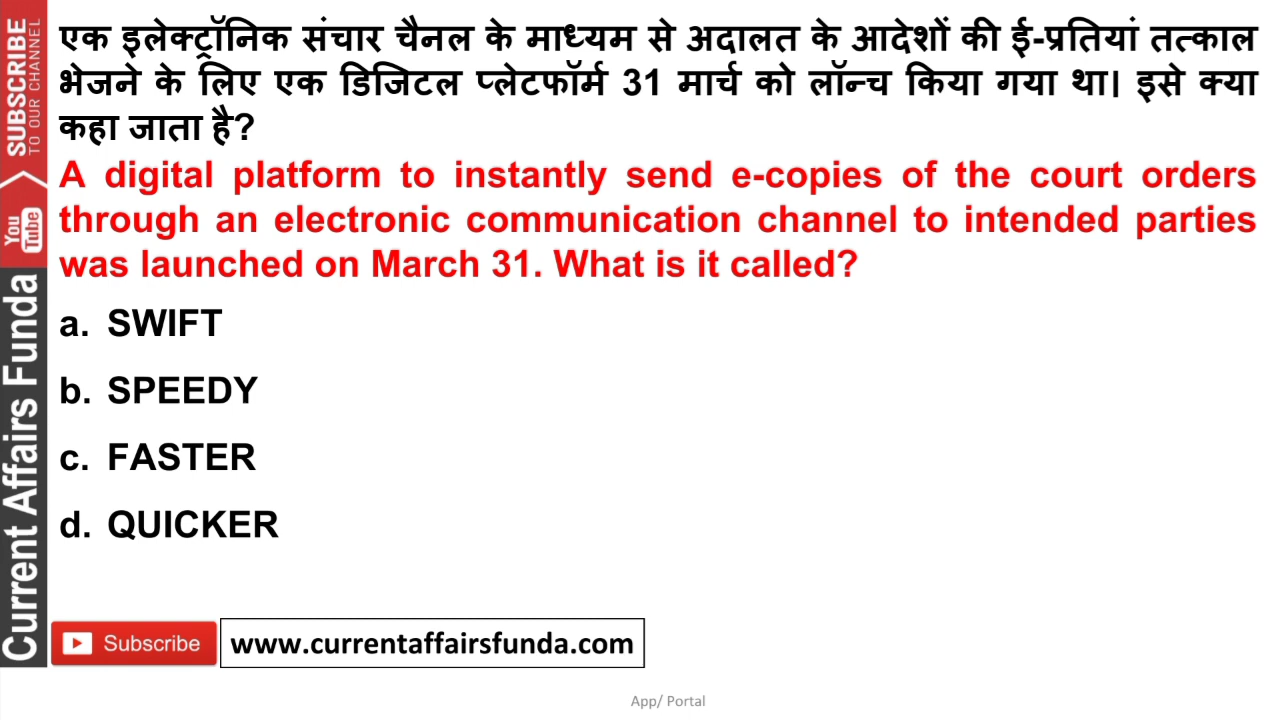 एक इलेक्ट्रॉनिक संचार चैनल के माध्यम से अदालत के आदेशों की ई-प्रतियां तत्काल
भेजने के लिए एक डिजिटल प्लेटफॉर्म 31 मार्च को लॉन्च किया गया था। इसे क्या
कहा जाता है?
A digital platform to instantly send e-copies of the court orders
through an electronic communication channel to intended parties
was launched on March 31. What is it called?
a. SWIFT
b. SPEEDY
c. FASTER
d. QUICKER
SUBSCRIBE
TO OUR CHANNEL
You
Tube
Current Affairs Funda
Subscribe
www.currentaffairsfunda.com
App/ Portal